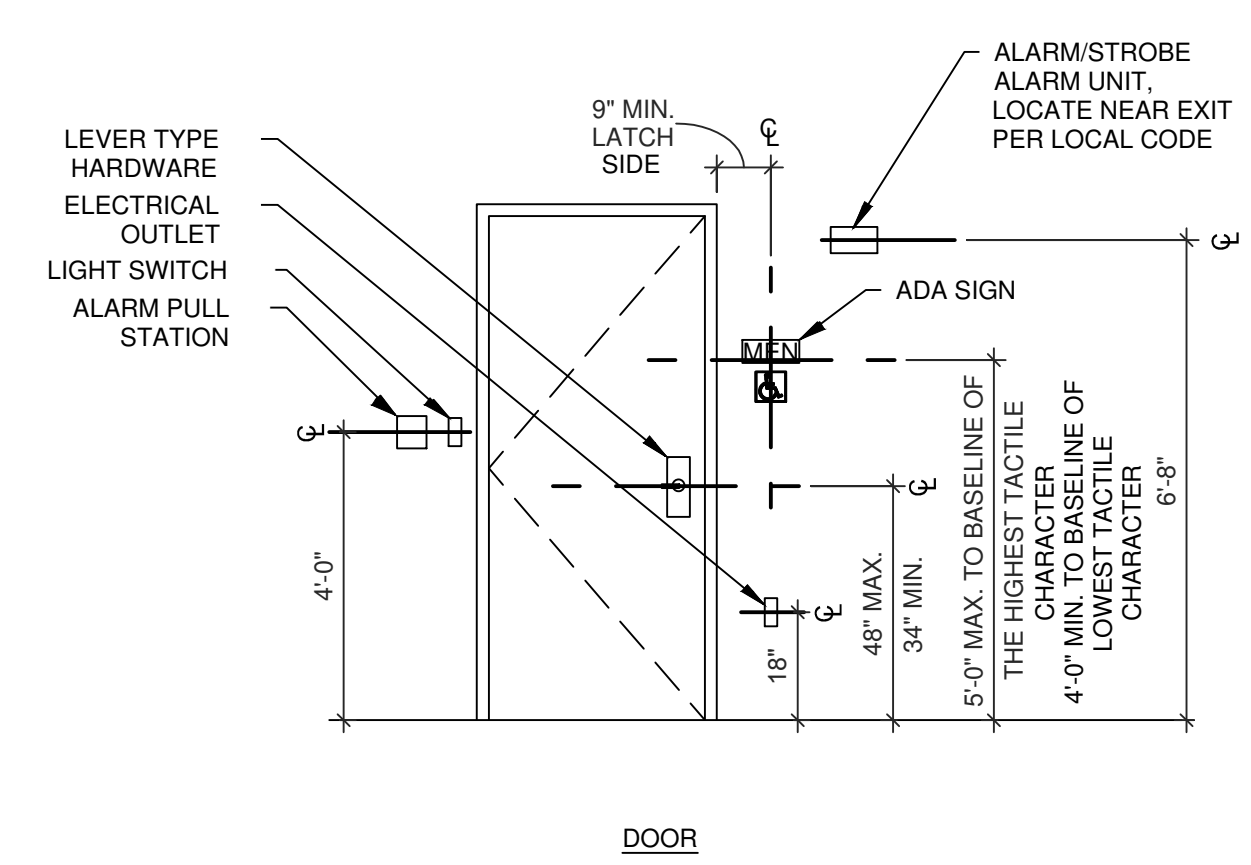 ALARM/STROBE
ALARM UNIT,
LOCATE NEAR EXIT
PER LOCAL CODE
9" MIN.
LATCH
SIDE
℄
LEVER TYPE
HARDWARE
ELECTRICAL
OUTLET
LIGHT SWITCH
ALARM PULL
STATION
℄
ADA SIGN
MEN
℄
℄
℄
4'-0"
18"
48" MAX.
34" MIN.
5'-0" MAX. TO BASELINE OF
THE HIGHEST TACTILE
CHARACTER
4'-0" MIN. TO BASELINE OF
LOWEST TACTILE
CHARACTER
6'-8"
DOOR